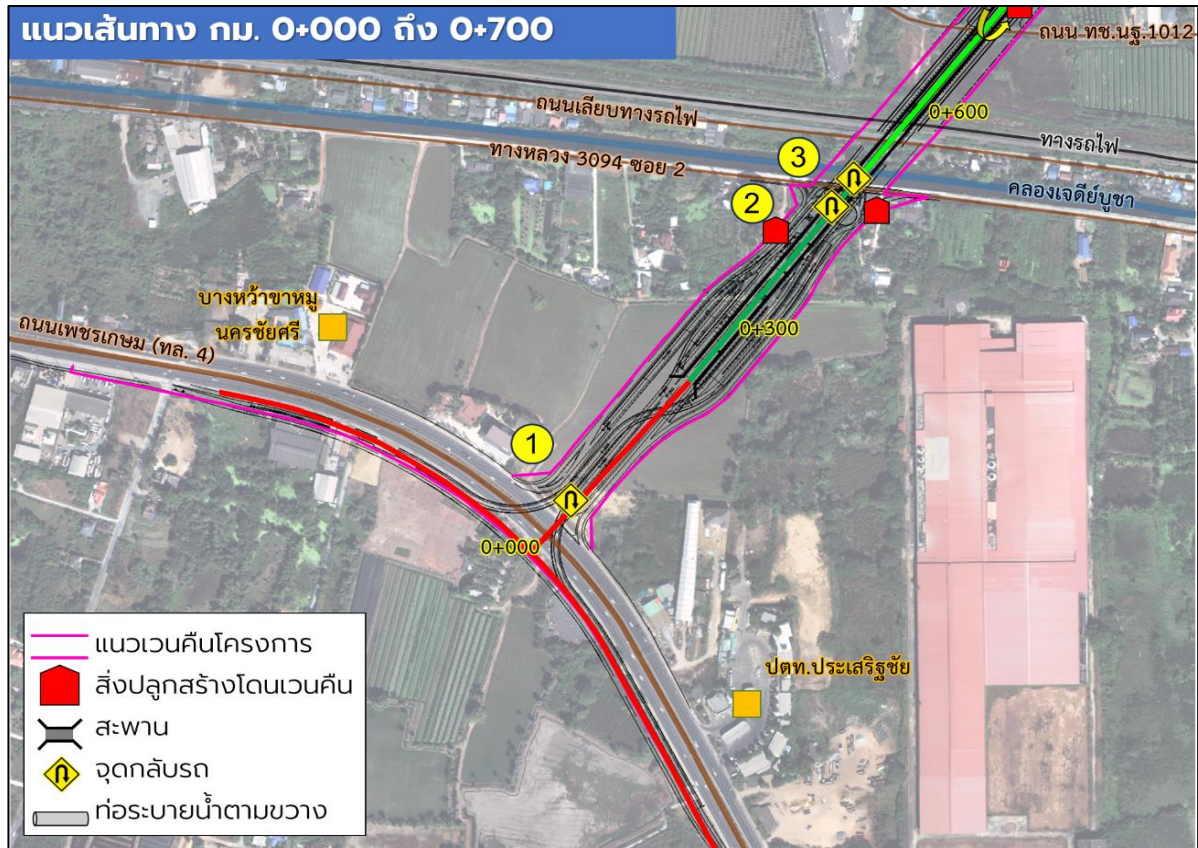 แนวเส้นทาง กม. 0+000 ถึง 0+700
ถนน ทช.นฐ.1012
ถนนเลียบทางรถไฟ
0+600
ทางรถไฟ
ทางหลวง 3094 ซอย 2
3
คลองเจดีย์บูชา
2
บางหว้าขาหมู
นครชัยศรี
ถนนเพชรเกษม (ทล. 4)
0+300
1
0+000
ปตท.ประเสริฐชัย
แนวเวนคืนโครงการ
สิ่งปลูกสร้างโดนเวนคืน
สะพาน
จุดกลับรถ
ท่อระบายน้ำตามขวาง